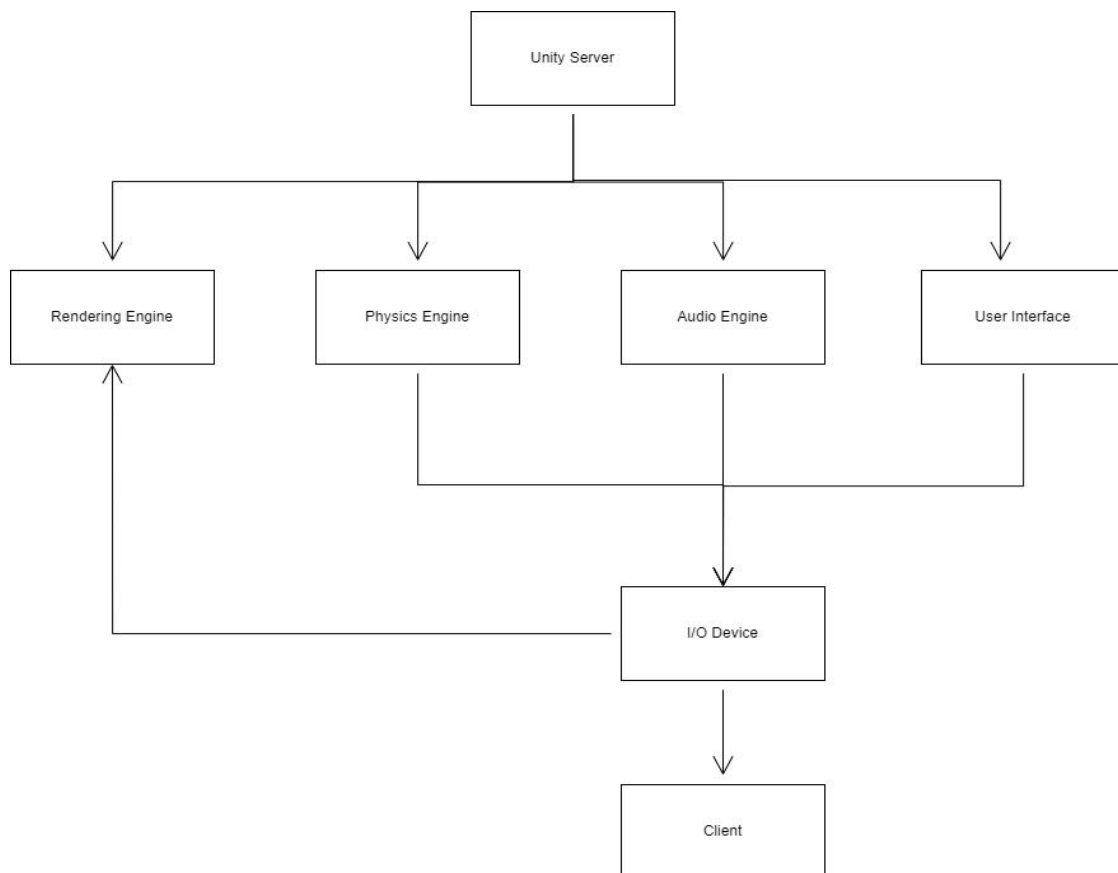 Unity Server
Rendering Engine
Physics Engine
Audio Engine
User Interface
I/O Device
Client